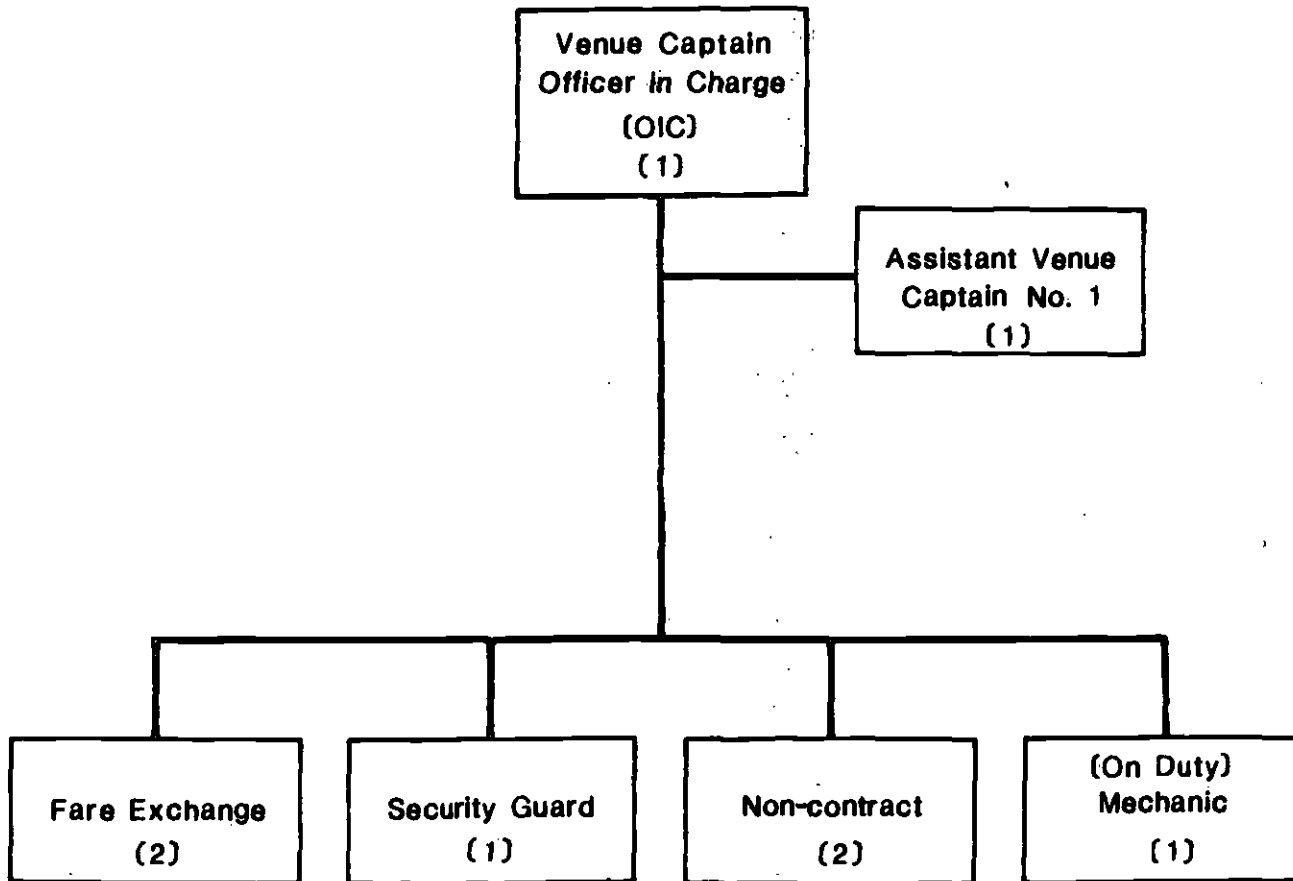 Venue Captain
Officer in Charge
(OIC)
(1)
Assistant Venue
Captain No. 1
(1)
Fare Exchange
(2)
Security Guard
(1)
Non-contract
(2)
(On Duty)
Mechanic
(1)